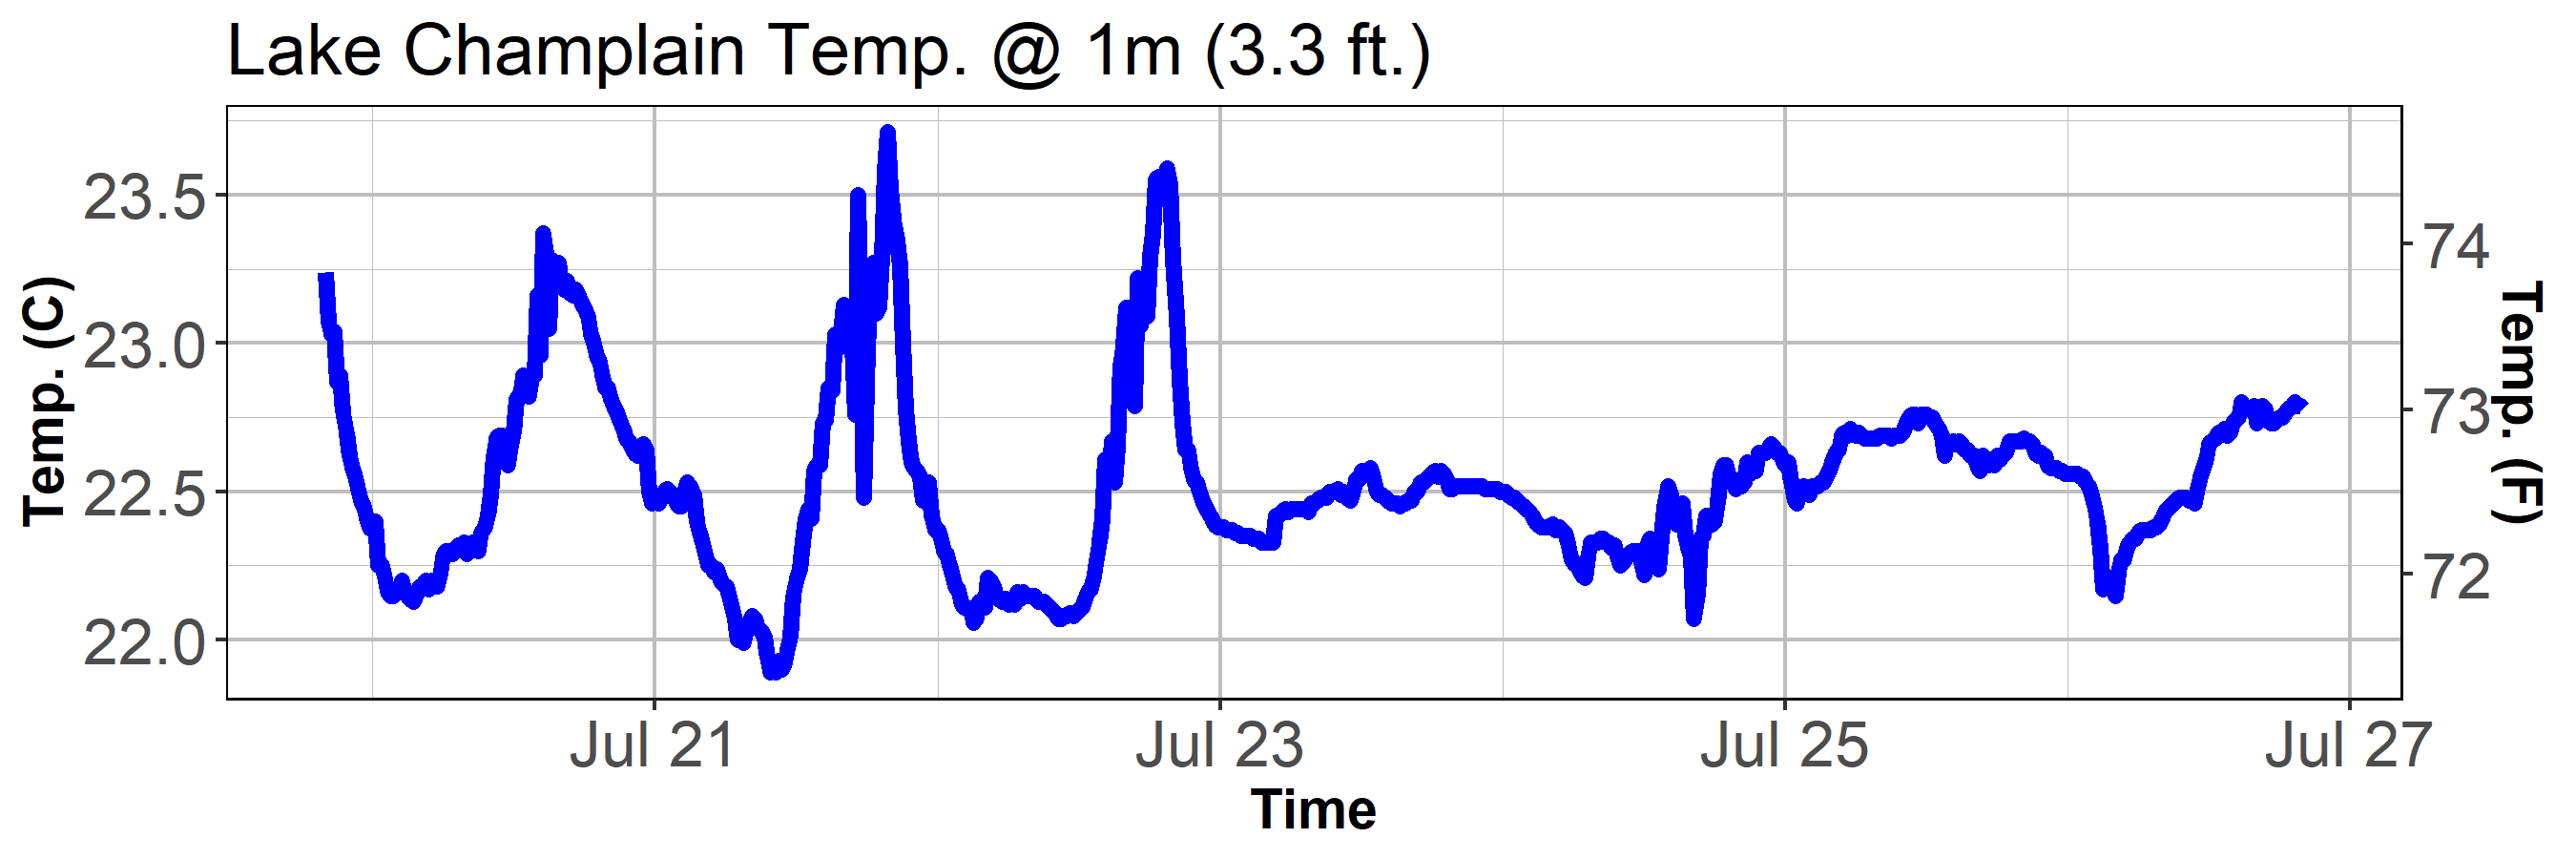 Lake Champlain Temp. @ 1m (3.3 ft.)
Temp. (C)
23.5
23.0
22.5
22.0
74
73
72
Temp. (F)
Jul 21 Jul 23 Jul 25 Jul 27
Time